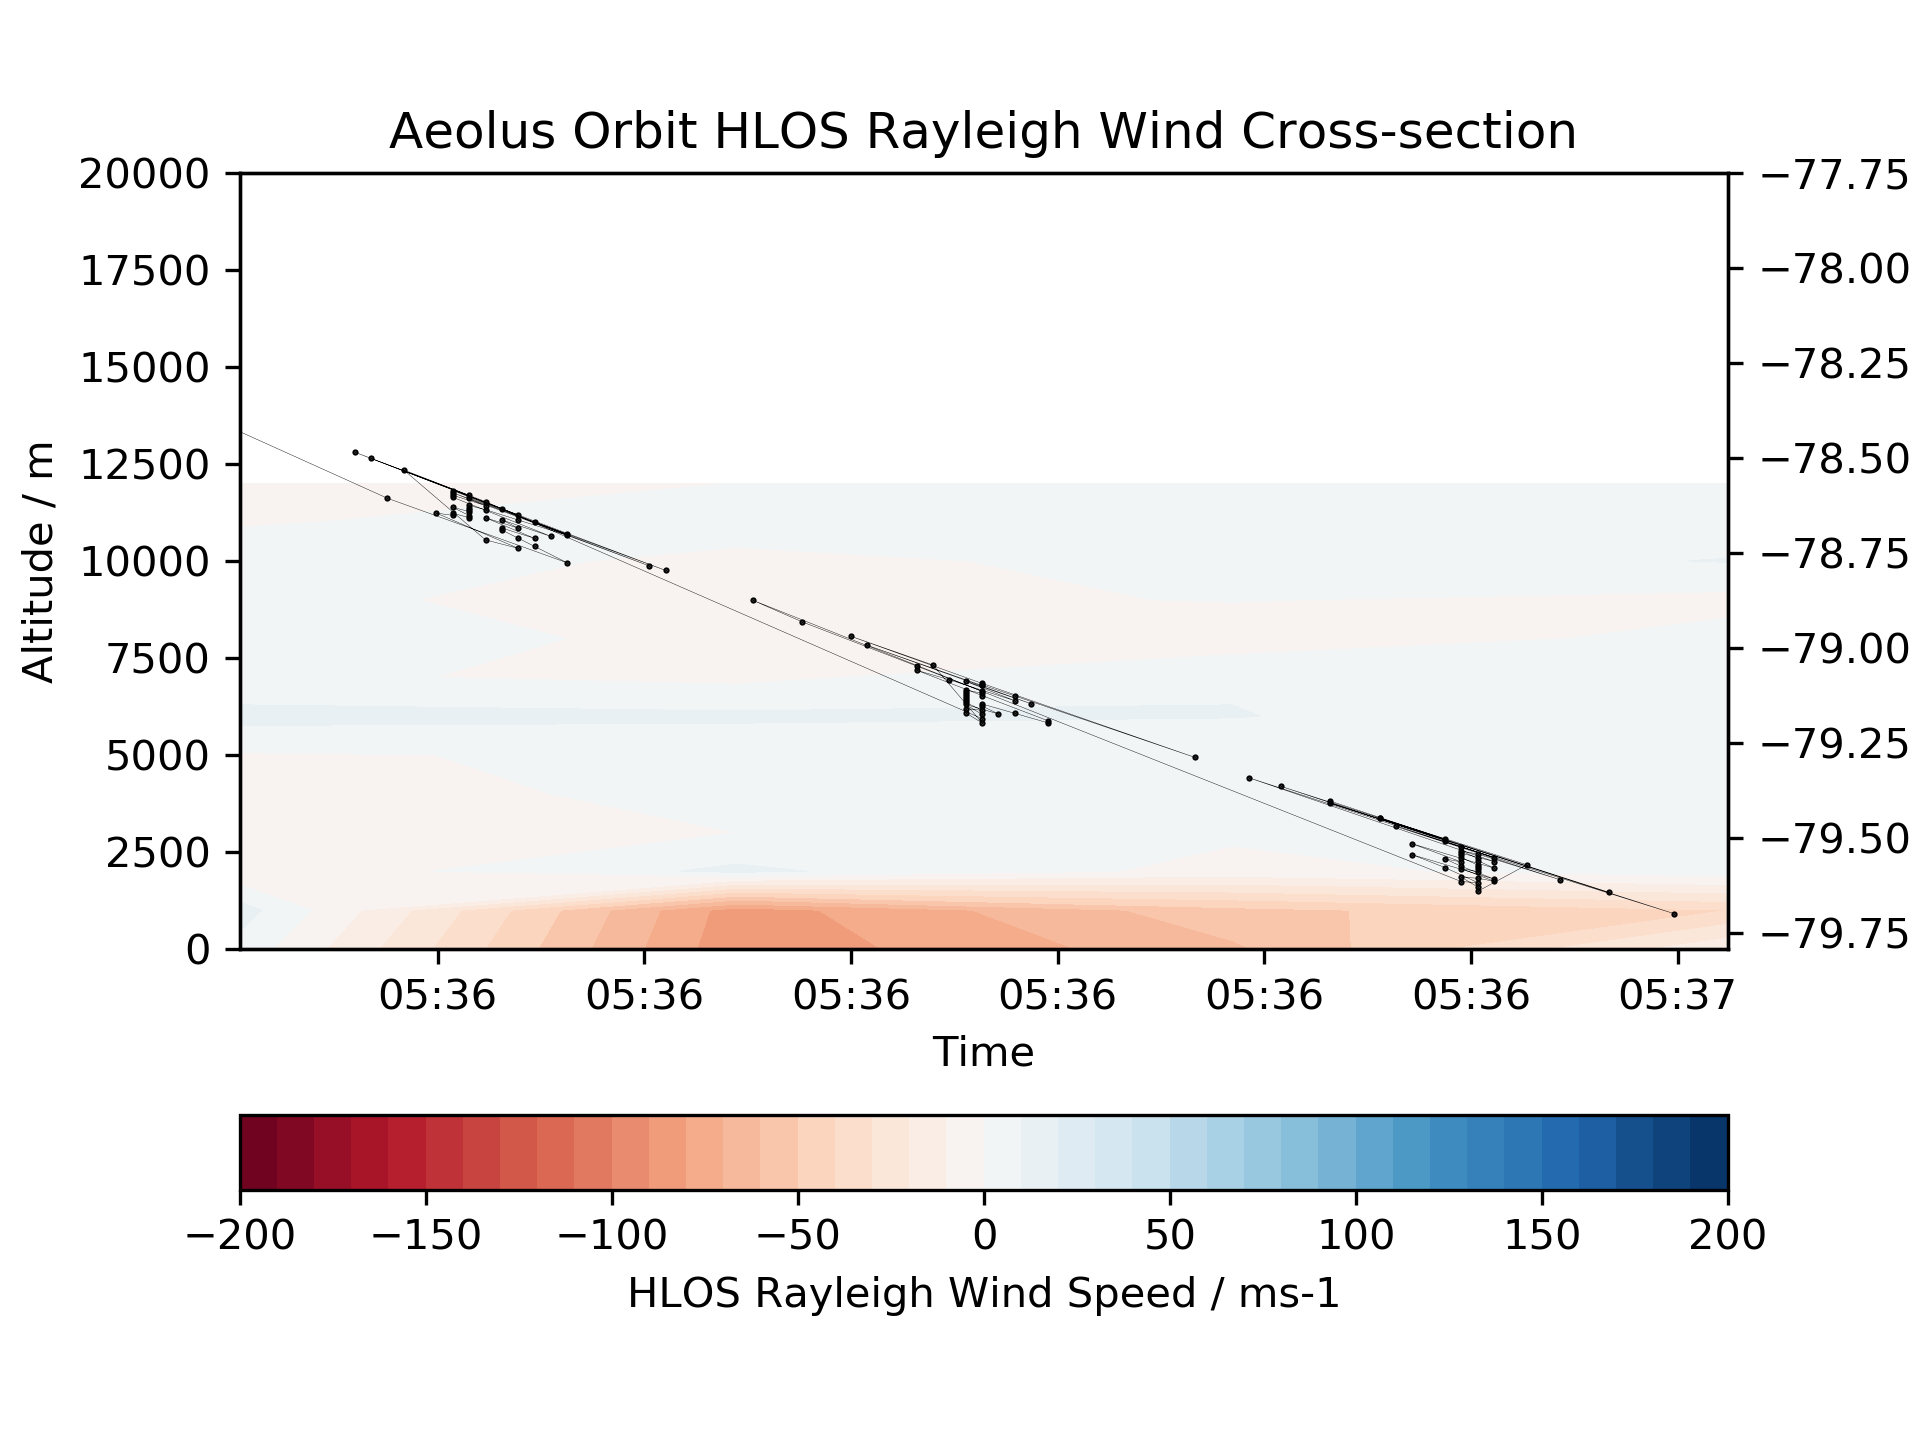 Aeolus Orbit HLOS Rayleigh Wind Cross-section
20000 −77.75
17500 −78.00
15000 −78.25
12500 −78.50
10000 −78.75
7500 −79.00
5000 −79.25
2500 −79.50
0 −79.75
Altitude / m
05:36 05:36 05:36 05:36 05:36 05:36 05:37
Time
−200 −150 −100 −50 0 50 100 150 200
HLOS Rayleigh Wind Speed / ms-1